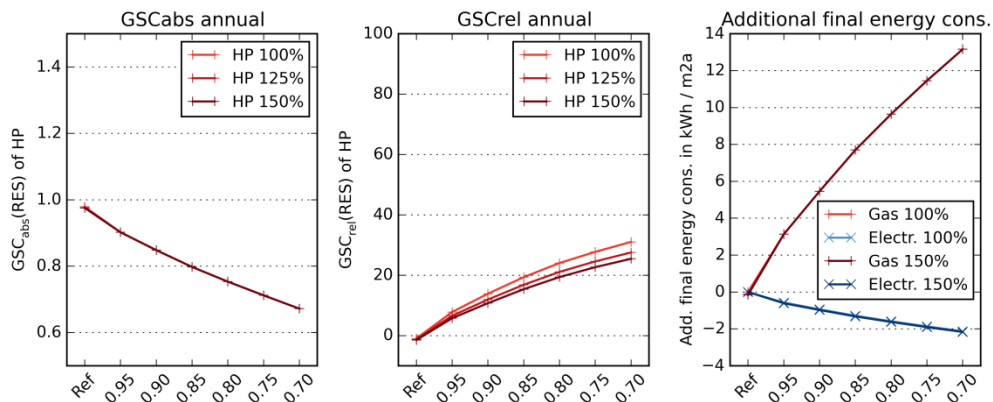 GSCabs annual
GSC_abs(RES) of HP
1.4
1.2
1.0
0.8
0.6
HP 100%
HP 125%
HP 150%
Ref 0.95 0.90 0.85 0.80 0.75 0.70
GSCrel annual
GSC_rel(RES) of HP
100
80
60
40
20
0
HP 100%
HP 125%
HP 150%
Ref 0.95 0.90 0.85 0.80 0.75 0.70
Additional final energy cons.
Add. final energy cons. in kWh / m2a
14
12
10
8
6
4
2
0
−2
−4
Gas 100%
Electr. 100%
Gas 150%
Electr. 150%
Ref 0.95 0.90 0.85 0.80 0.75 0.70